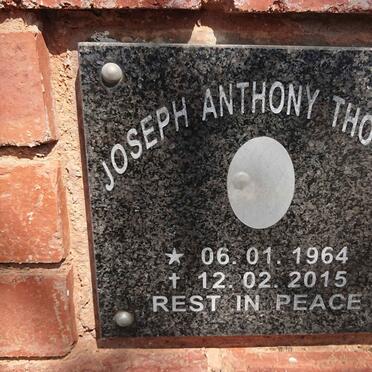 JOSEPH ANTHONY THO
★ 06. 01. 1964
† 12. 02. 2015
REST IN PEACE